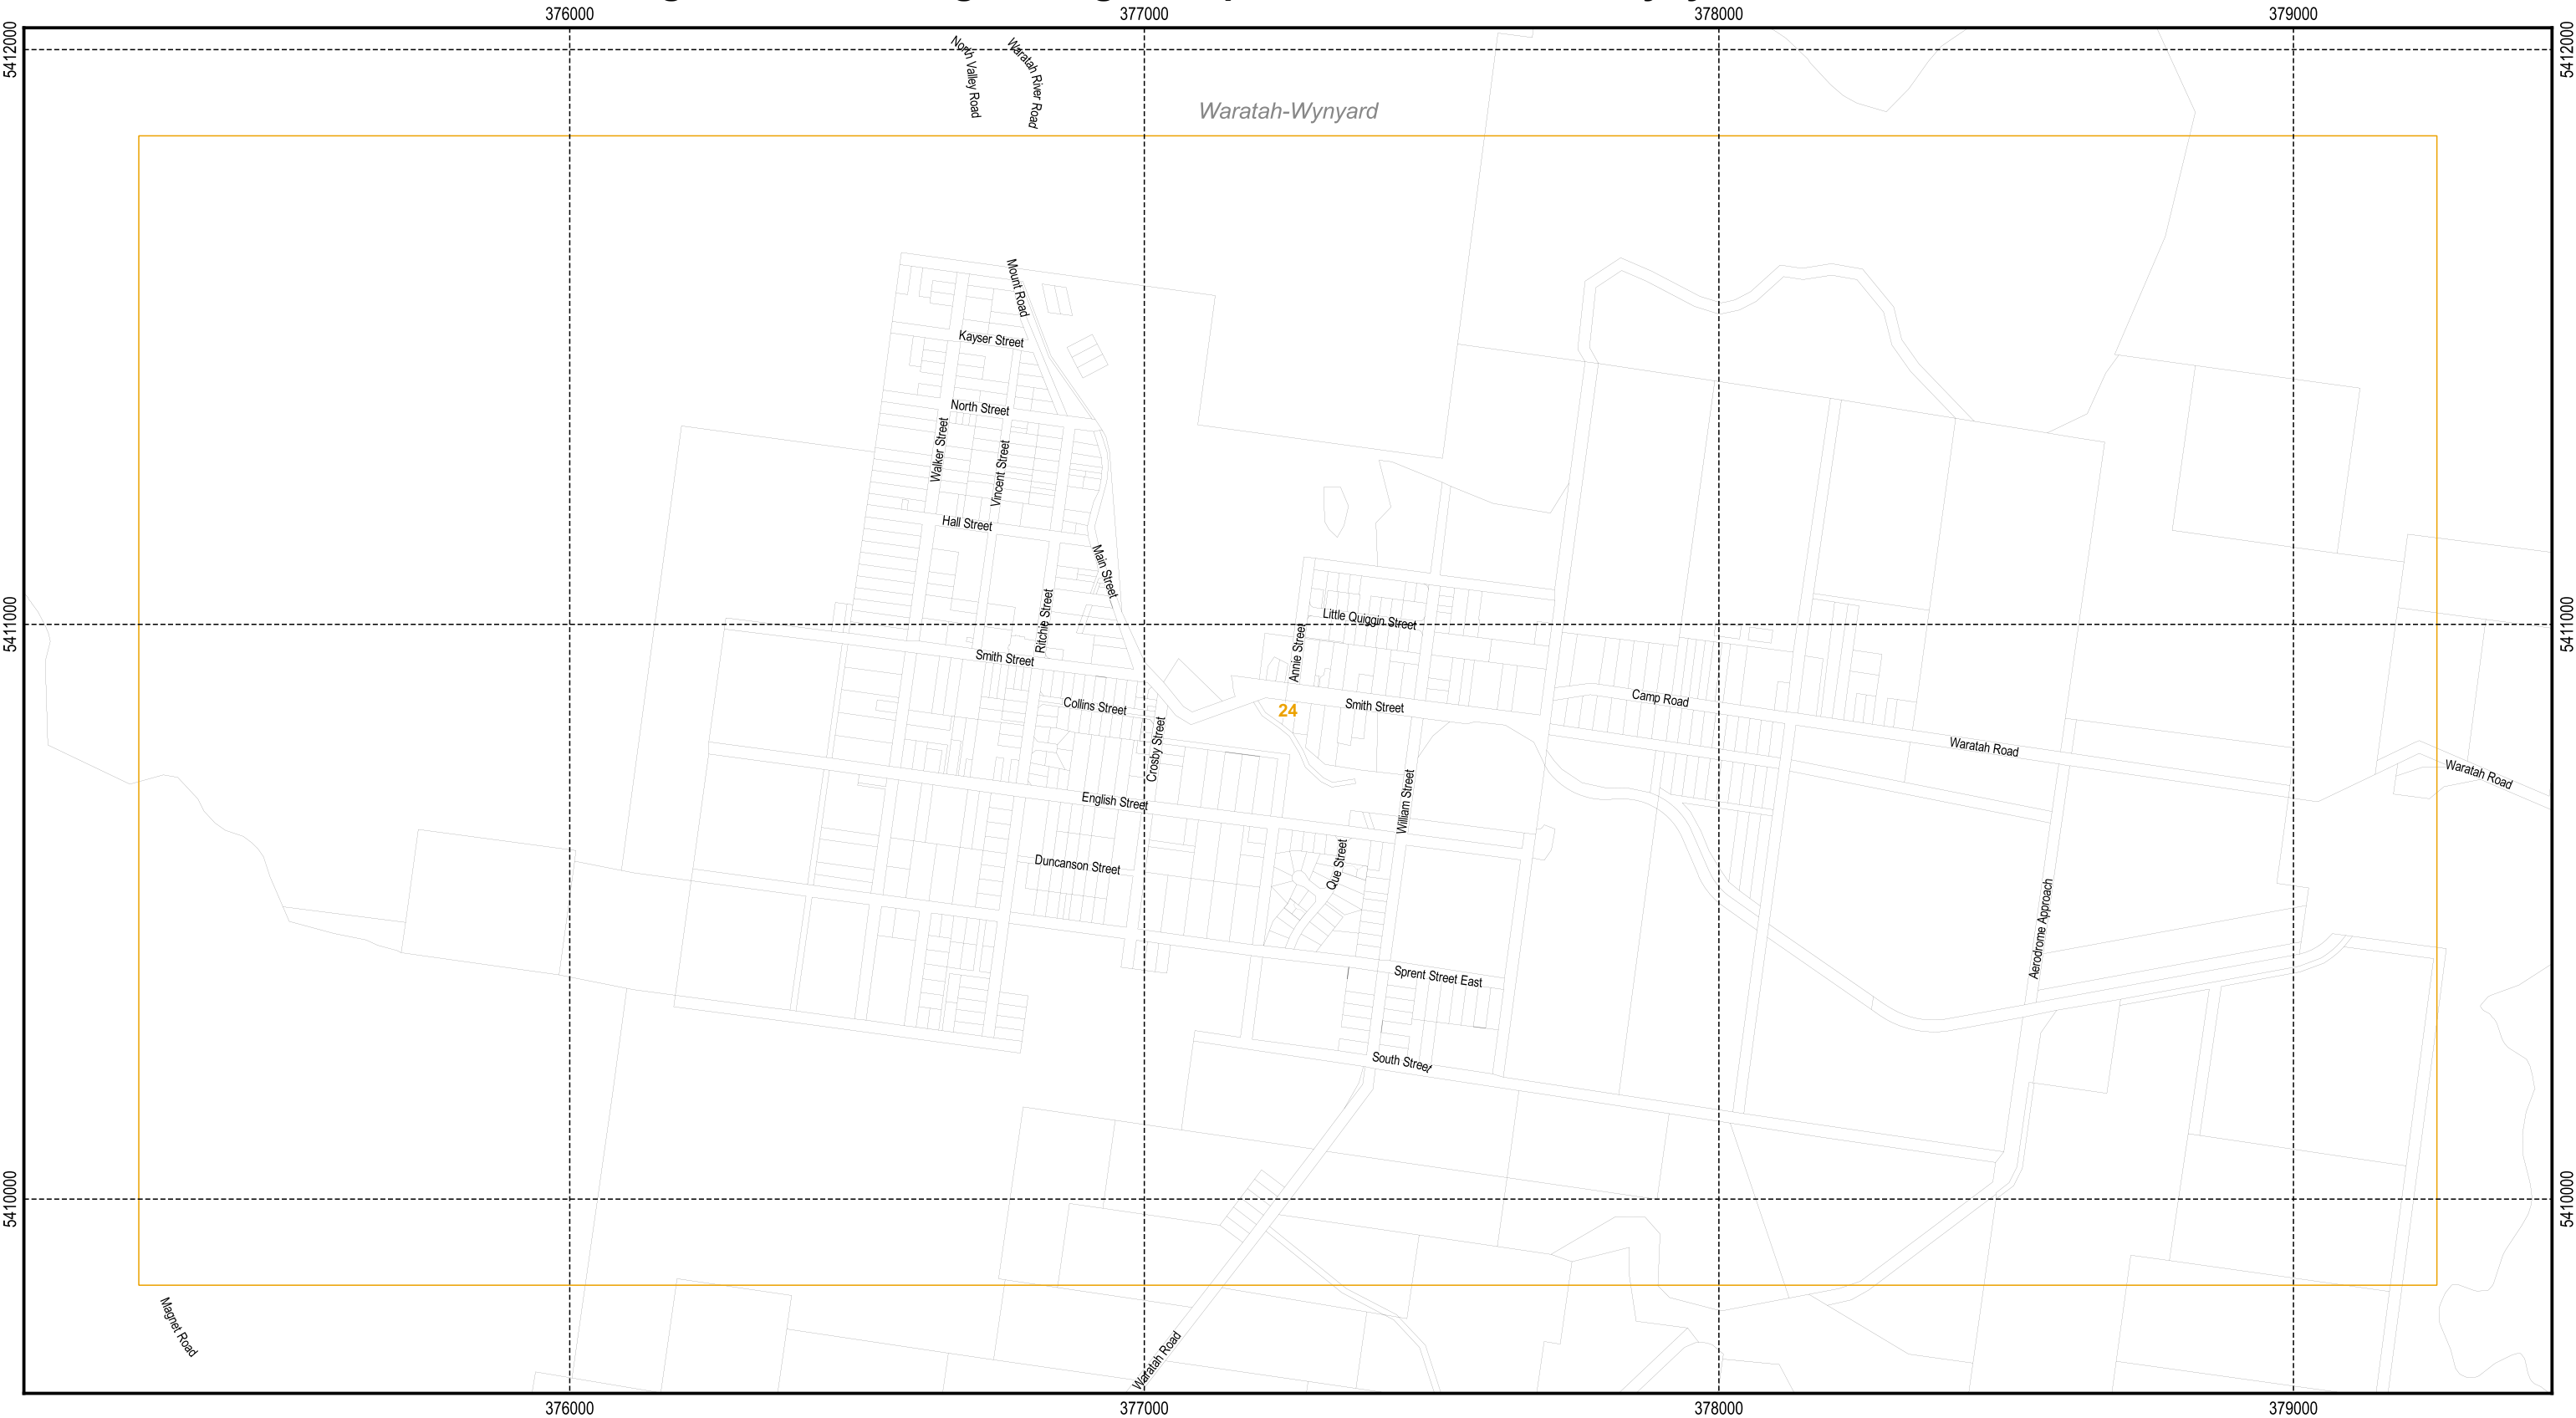 376000
377000
378000
379000
5412000
5412000
North Valley Road
Waratah River Road
Waratah-Wynyard
Mount Road
Kayser Street
North Street
Walker Street
Vincent Street
Hall Street
Main Street
5411000
5411000
Ritchie Street
Little Quiggin Street
Annie Street
Smith Street
Collins Street
Smith Street
24
Camp Road
Crosby Street
Waratah Road
Waratah Road
English Street
William Street
Duncanson Street
Que Street
Aerodrome Approach
Sprent Street East
South Street
5410000
5410000
Magnet Road
Waratah Road
376000
377000
378000
379000